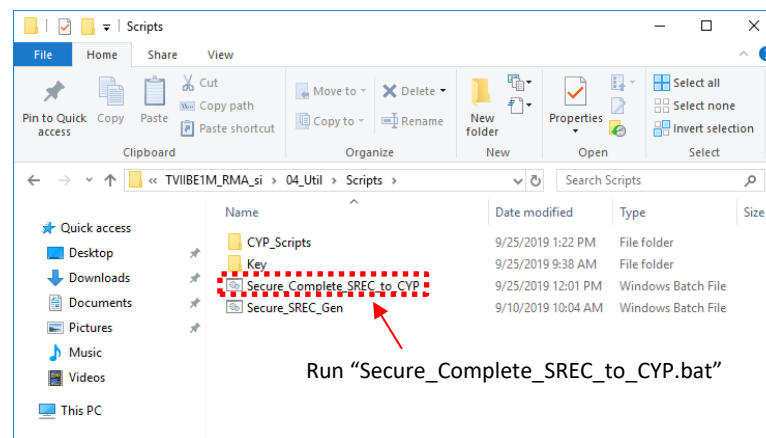 Scripts
File Home Share View
Pin to Quick access
Copy
Paste
Cut
Copy path
Paste shortcut
Clipboard
Move to
Copy to
Delete
Rename
Organize
New folder
New
Properties
Open
Select all
Select none
Invert selection
Select
« TVIIBE1M_RMA_si › 04_Util › Scripts ›
Search Scripts
Name Date modified Type Size
Quick access
Desktop
Downloads
Documents
Pictures
Music
Videos
This PC
CYP_Scripts 9/25/2019 1:22 PM File folder
Key 9/25/2019 9:38 AM File folder
Secure_Complete_SREC_to_CYP 9/25/2019 12:01 PM Windows Batch File
Secure_SREC_Gen 9/10/2019 10:04 AM Windows Batch File
Run “Secure_Complete_SREC_to_CYP.bat”